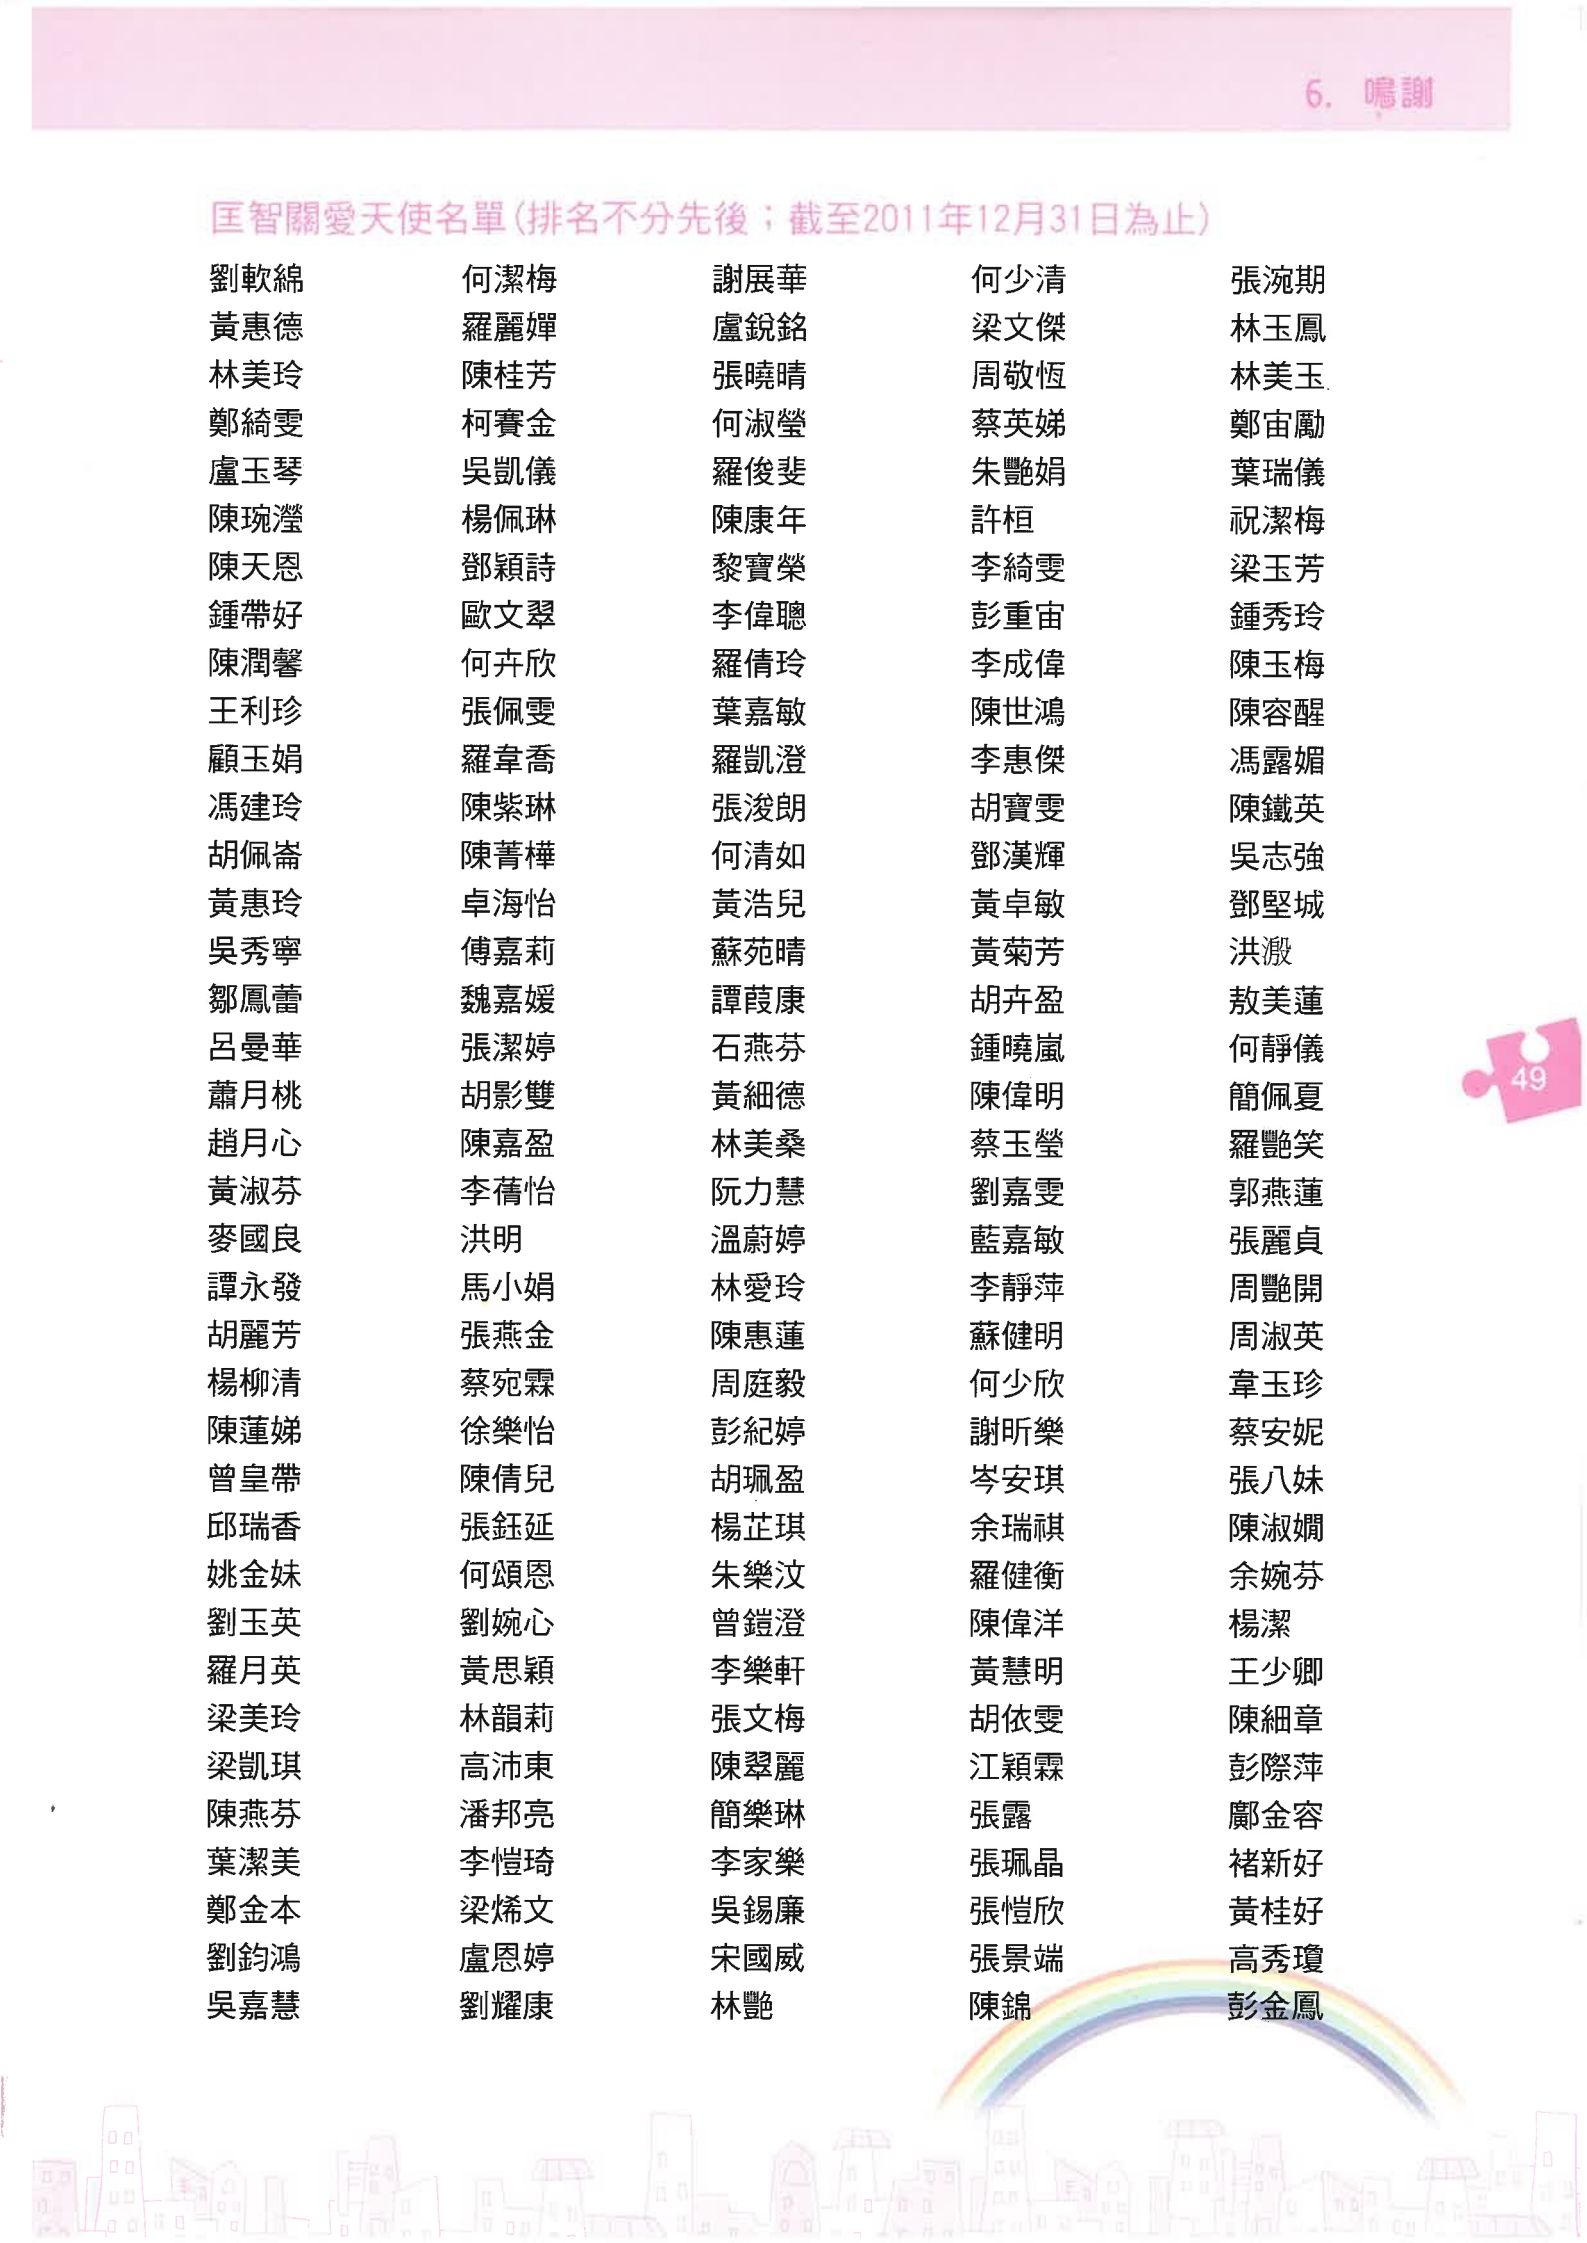 6. 鳴謝
匡智關愛天使名單(排名不分先後；截至2011年12月31日為止)
劉軟綿 何潔梅 謝展華 何少清 張涴期
黃惠德 羅麗嬋 盧銳銘 梁文傑 林玉鳳
林美玲 陳桂芳 張曉晴 周敬恆 林美玉
鄭綺雯 柯賽金 何淑瑩 蔡英娣 鄭宙勵
盧玉琴 吳凱儀 羅俊斐 朱艷娟 葉瑞儀
陳琬瀅 楊佩琳 陳康年 許桓 祝潔梅
陳天恩 鄧穎詩 黎寶榮 李綺雯 梁玉芳
鍾帶好 歐文翠 李偉聰 彭重宙 鍾秀玲
陳潤馨 何卉欣 羅倩玲 李成偉 陳玉梅
王利珍 張佩雯 葉嘉敏 陳世鴻 陳容醒
顧玉娟 羅韋喬 羅凱澄 李惠傑 馮露媚
馮建玲 陳紫琳 張浚朗 胡寶雯 陳鐵英
胡佩崙 陳菁樺 何清如 鄧漢輝 吳志強
黃惠玲 卓海怡 黃浩兒 黃卓敏 鄧堅城
吳秀寧 傅嘉莉 蘇苑晴 黃菊芳 洪溵
鄒鳳蕾 魏嘉媛 譚葭康 胡卉盈 敖美蓮
呂曼華 張潔婷 石燕芬 鍾曉嵐 何靜儀
49
蕭月桃 胡影雙 黃細德 陳偉明 簡佩夏
趙月心 陳嘉盈 林美桑 蔡玉瑩 羅艷笑
黃淑芬 李蒨怡 阮力慧 劉嘉雯 郭燕蓮
麥國良 洪明 溫蔚婷 藍嘉敏 張麗貞
譚永發 馬小娟 林愛玲 李靜萍 周艷開
胡麗芳 張燕金 陳惠蓮 蘇健明 周淑英
楊柳清 蔡宛霖 周庭毅 何少欣 韋玉珍
陳蓮娣 徐樂怡 彭紀婷 謝昕樂 蔡安妮
曾皇帶 陳倩兒 胡珮盈 岑安琪 張八妹
邱瑞香 張鈺延 楊芷琪 余瑞祺 陳淑嫺
姚金妹 何頌恩 朱樂汶 羅健衡 余婉芬
劉玉英 劉婉心 曾鎧澄 陳偉洋 楊潔
羅月英 黃思穎 李樂軒 黃慧明 王少卿
梁美玲 林韻莉 張文梅 胡依雯 陳細章
梁凱琪 高沛東 陳翠麗 江穎霖 彭際萍
陳燕芬 潘邦亮 簡樂琳 張露 鄺金容
葉潔美 李愷琦 李家樂 張珮晶 褚新好
鄭金本 梁烯文 吳錫廉 張愷欣 黃桂好
劉鈞鴻 盧恩婷 宋國威 張景端 高秀瓊
吳嘉慧 劉耀康 林艷 陳錦 彭金鳳